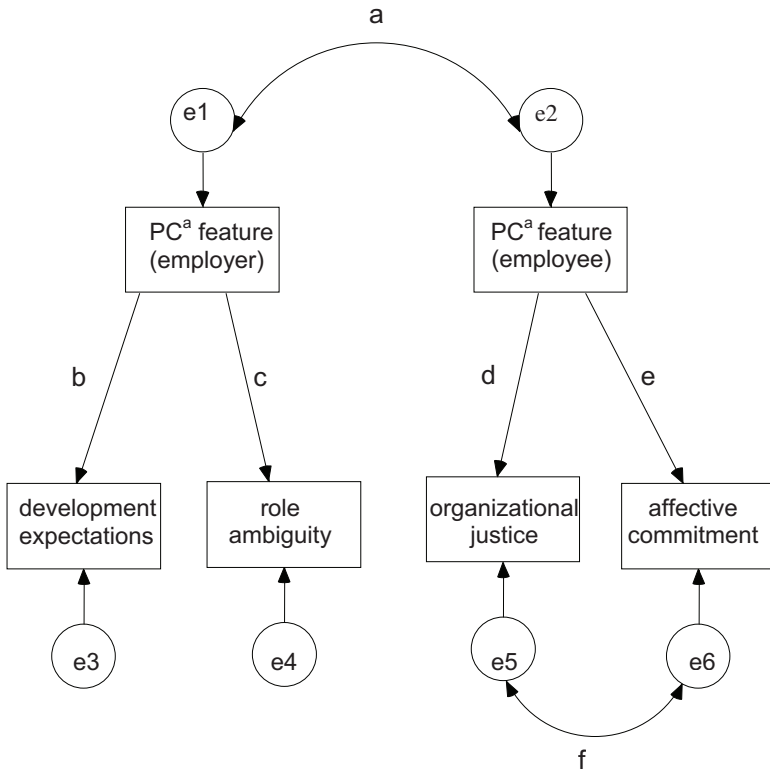 a
e1
e2
PCᵃ feature
(employer)
PCᵃ feature
(employee)
b
c
d
e
development
expectations
role
ambiguity
organizational
justice
affective
commitment
e3
e4
e5
e6
f